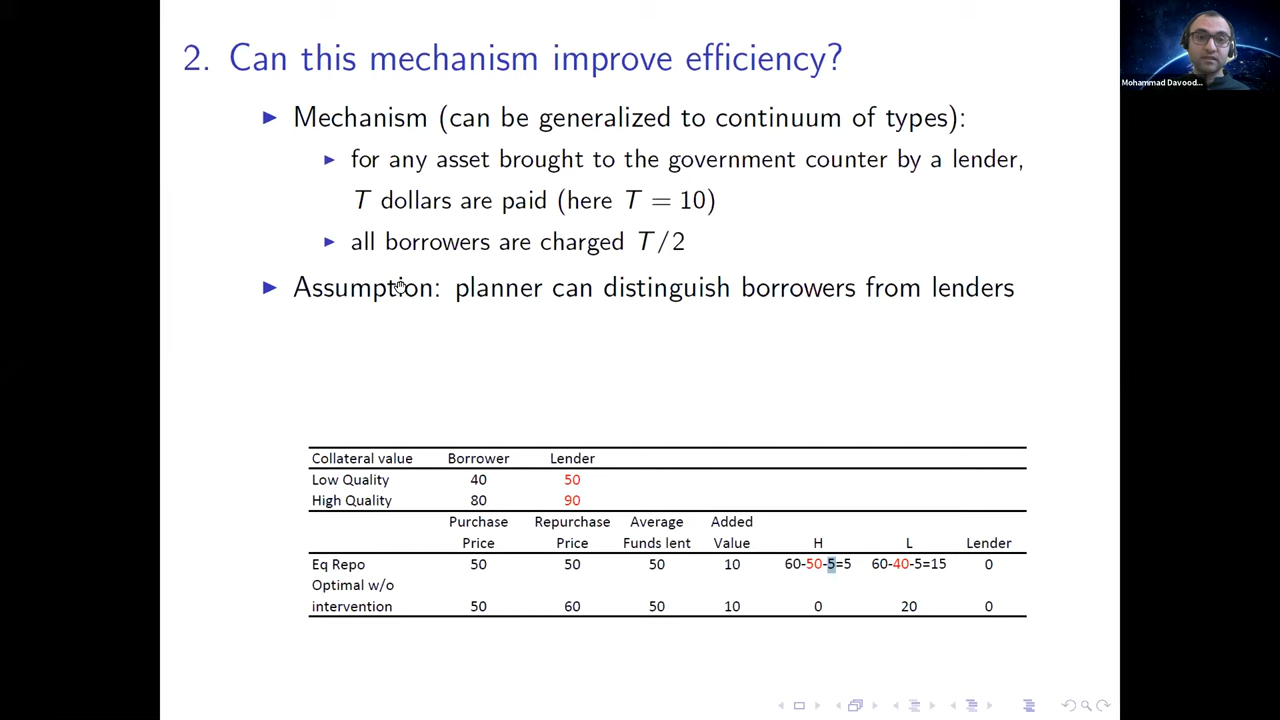 2. Can this mechanism improve efficiency?
Mechanism (can be generalized to continuum of types):
for any asset brought to the government counter by a lender,
T dollars are paid (here T = 10)
all borrowers are charged T/2
Assumption: planner can distinguish borrowers from lenders
Collateral value Borrower Lender
Low Quality 40 50
High Quality 80 90
Purchase Repurchase Average Added
Price Price Funds lent Value H L Lender
Eq Repo 50 50 50 10 60-50-5=5 60-40-5=15 0
Optimal w/o
intervention 50 60 50 10 0 20 0
Mohammad Davood...